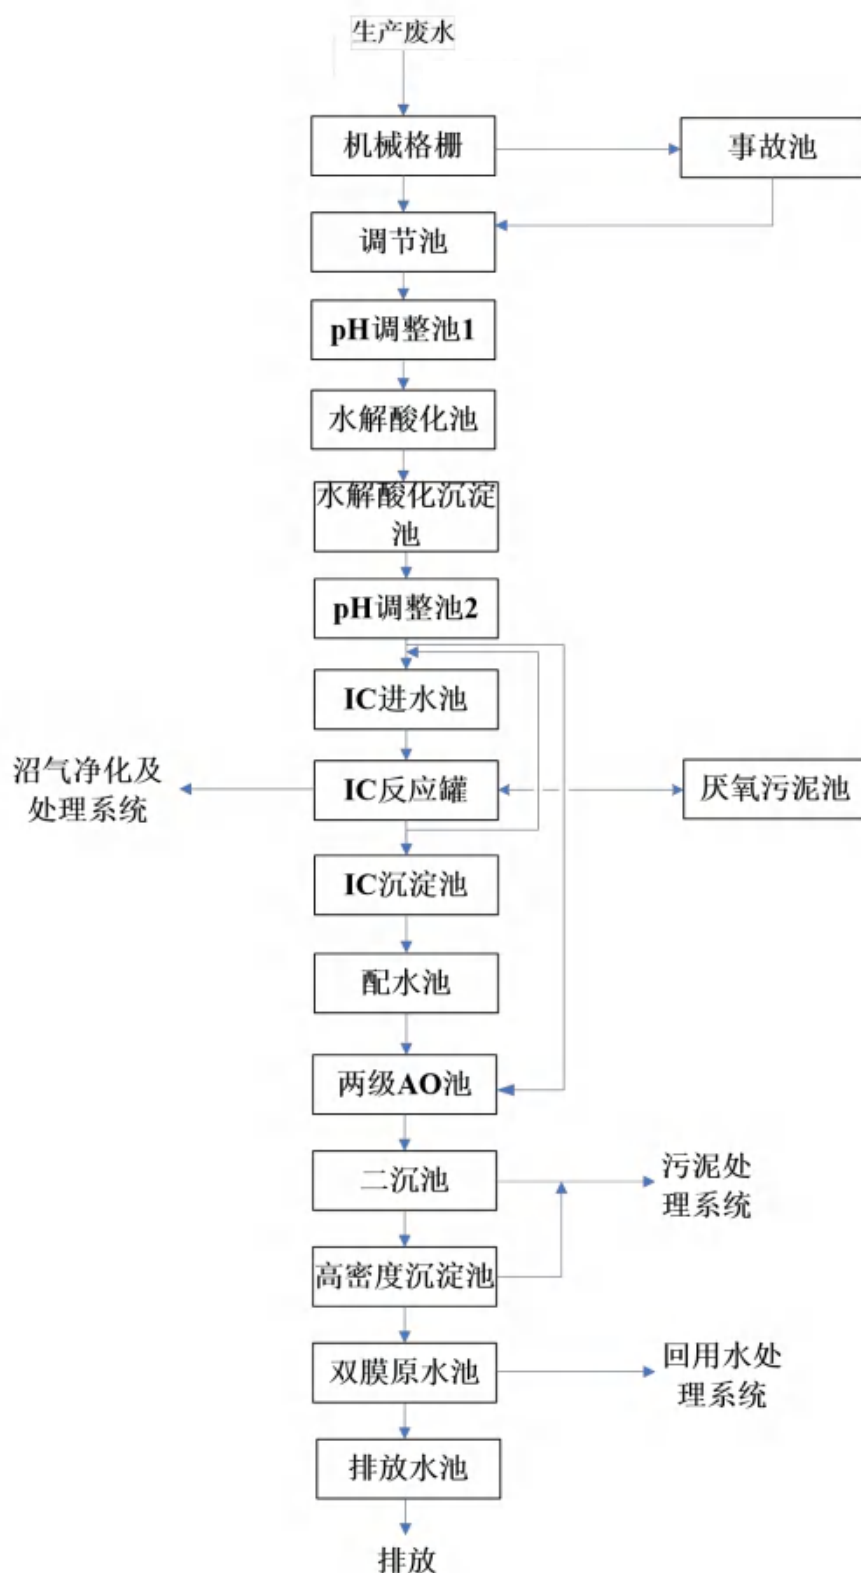 生产废水
机械格栅
事故池
调节池
pH调整池1
水解酸化池
水解酸化沉淀
池
pH调整池2
IC进水池
沼气净化及
处理系统
IC反应罐
厌氧污泥池
IC沉淀池
配水池
两级AO池
二沉池
污泥处
理系统
高密度沉淀池
双膜原水池
回用水处
理系统
排放水池
排放